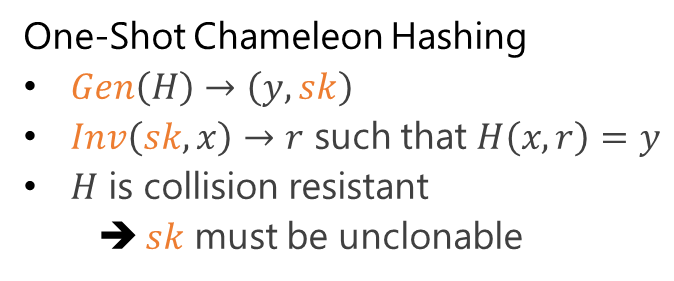 One-Shot Chameleon Hashing
• Gen(H) → (y, sk)
• Inv(sk, x) → r such that H(x, r) = y
• H is collision resistant
➔ sk must be unclonable